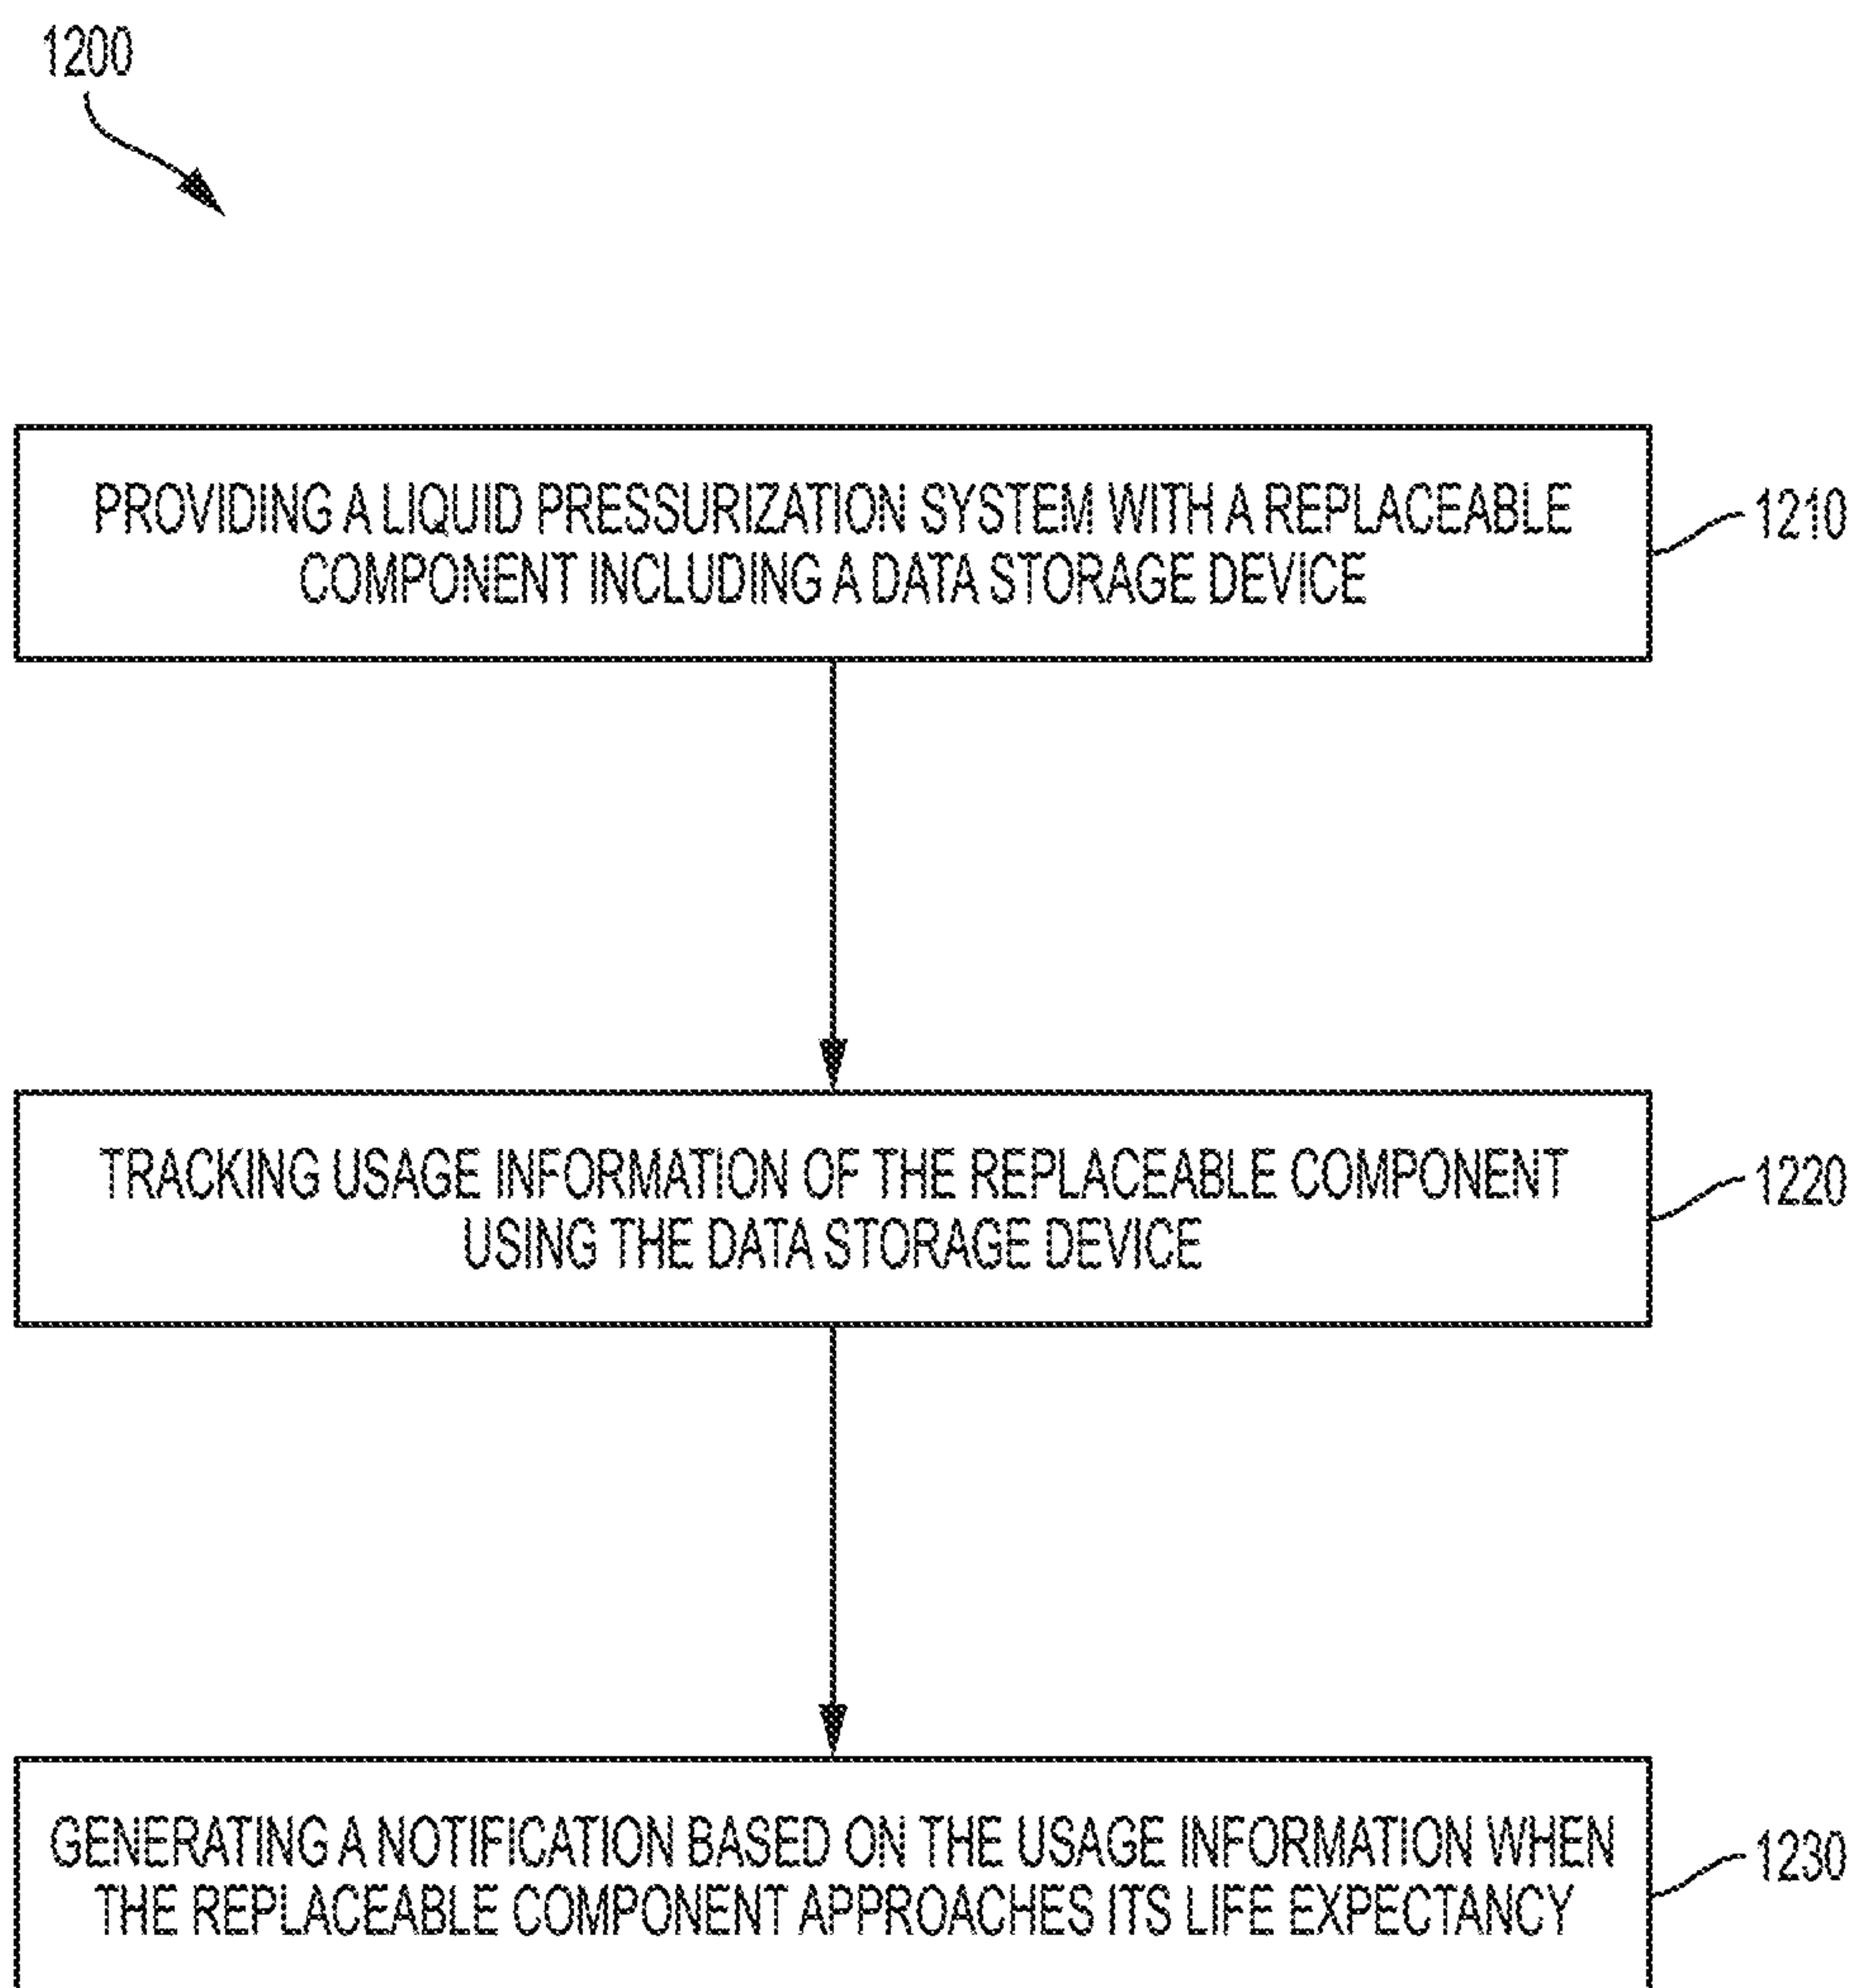 1200
PROVIDING A LIQUID PRESSURIZATION SYSTEM WITH A REPLACEABLE
COMPONENT INCLUDING A DATA STORAGE DEVICE
1210
TRACKING USAGE INFORMATION OF THE REPLACEABLE COMPONENT
USING THE DATA STORAGE DEVICE
1220
GENERATING A NOTIFICATION BASED ON THE USAGE INFORMATION WHEN
THE REPLACEABLE COMPONENT APPROACHES ITS LIFE EXPECTANCY
1230